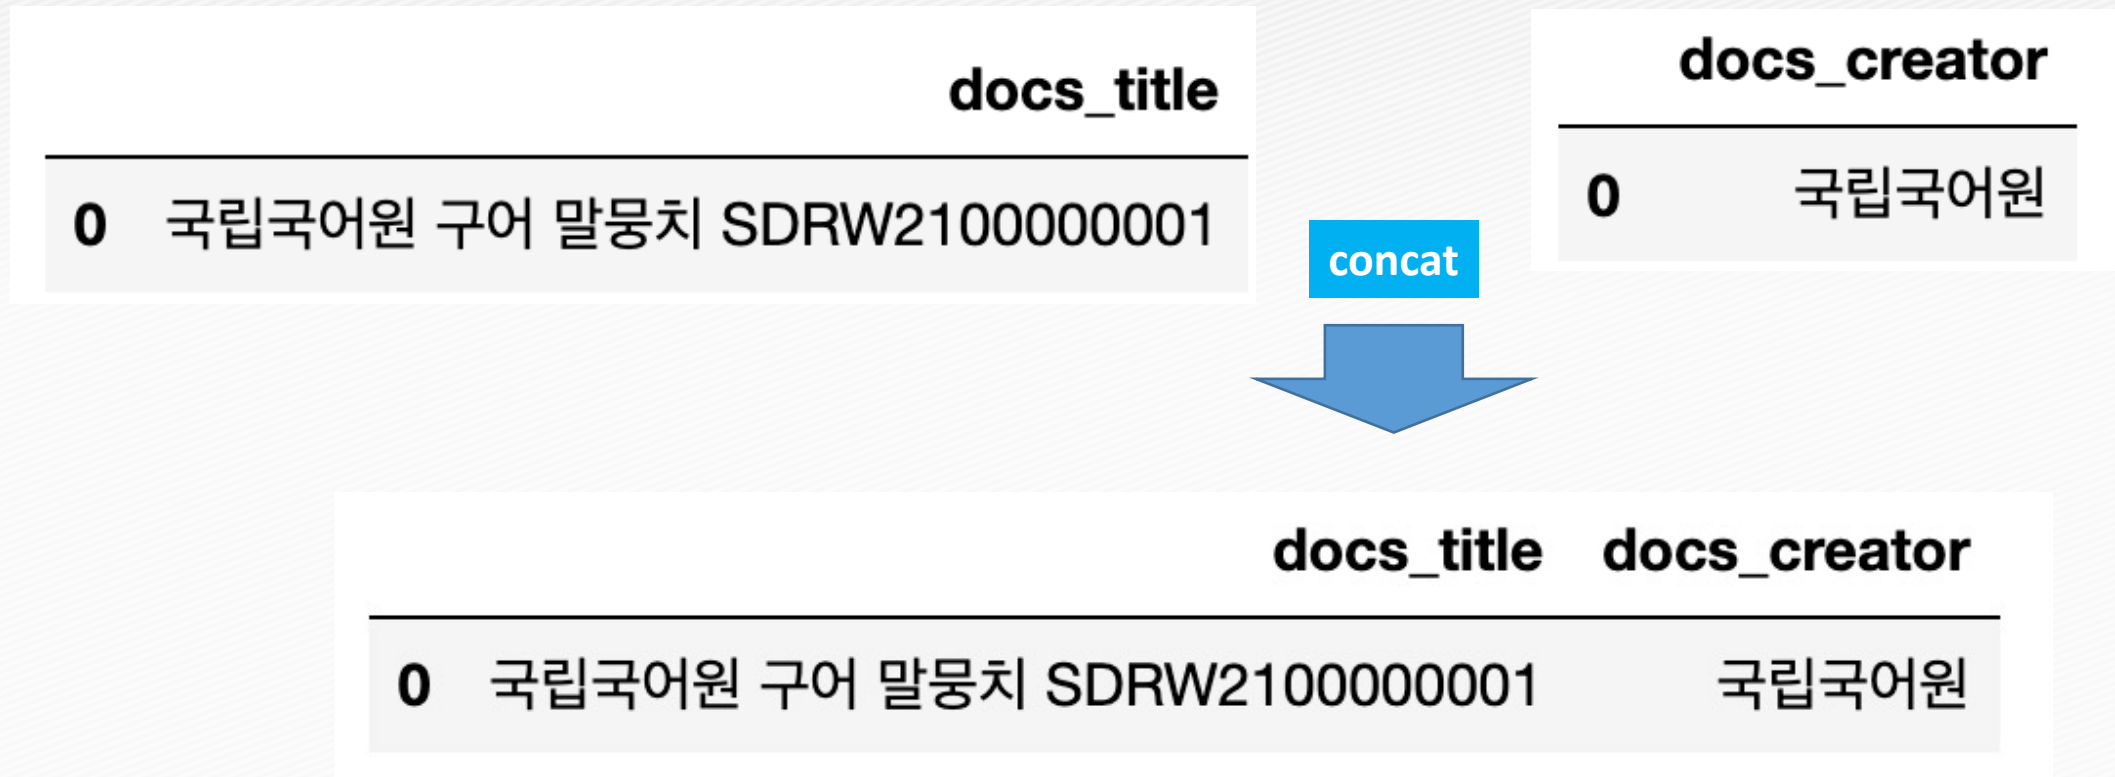 docs_title
0 국립국어원 구어 말뭉치 SDRW2100000001
docs_creator
0 국립국어원
concat
docs_title docs_creator
0 국립국어원 구어 말뭉치 SDRW2100000001 국립국어원